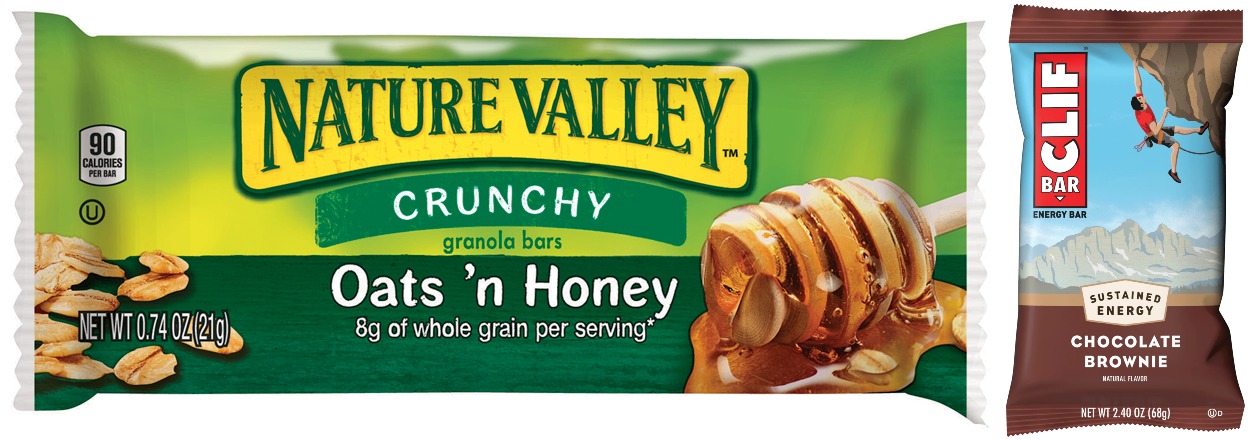 NATURE VALLEY™
CRUNCHY
granola bars
Oats 'n Honey
8g of whole grain per serving*
90
CALORIES
PER BAR
U
NET WT 0.74 OZ (21g)
CLIF
BAR
ENERGY BAR
SUSTAINED
ENERGY
CHOCOLATE
BROWNIE
NATURAL FLAVOR
NET WT 2.40 OZ (68g)
U D